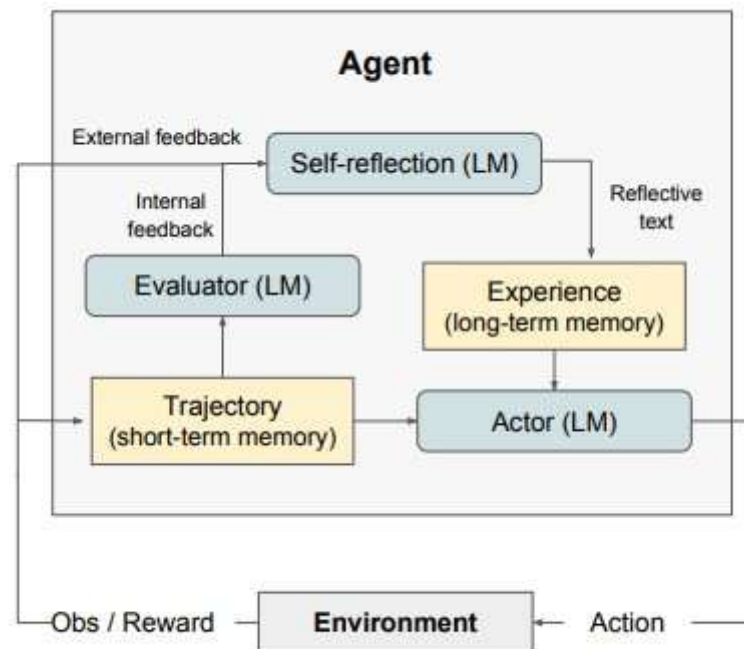 Agent
External feedback
Self-reflection (LM)
Internal
feedback
Reflective
text
Evaluator (LM)
Experience
(long-term memory)
Trajectory
(short-term memory)
Actor (LM)
Obs / Reward
Environment
Action